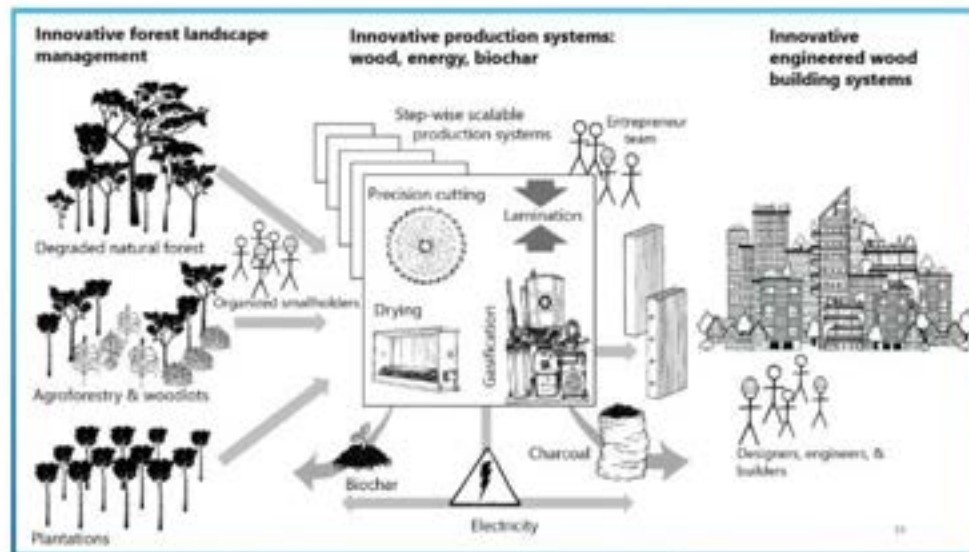 Innovative forest landscape
management
Innovative production systems:
wood, energy, biochar
Innovative
engineered wood
building systems
Step-wise scalable
production systems
Entrepreneur
team
Precision cutting
Lamination
Degraded natural forest
Organized smallholders
Drying
Gasification
Agroforestry & woodlots
Biochar
Charcoal
Designers, engineers, &
builders
Electricity
Plantations